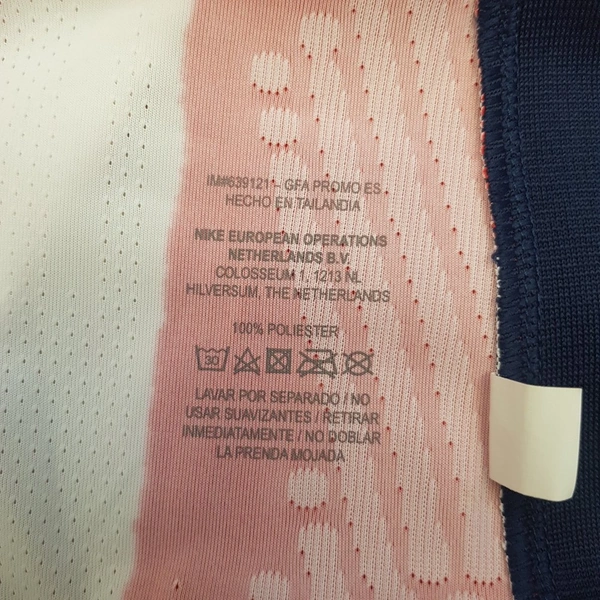 IM#639121* - GFA PROMO ES
HECHO EN TAILANDIA
NIKE EUROPEAN OPERATIONS
NETHERLANDS B.V.
COLOSSEUM 1, 1213 NL
HILVERSUM, THE NETHERLANDS
100% POLIESTER
30
LAVAR POR SEPARADO / NO
USAR SUAVIZANTES / RETIRAR
INMEDIATAMENTE / NO DOBLAR
LA PRENDA MOJADA